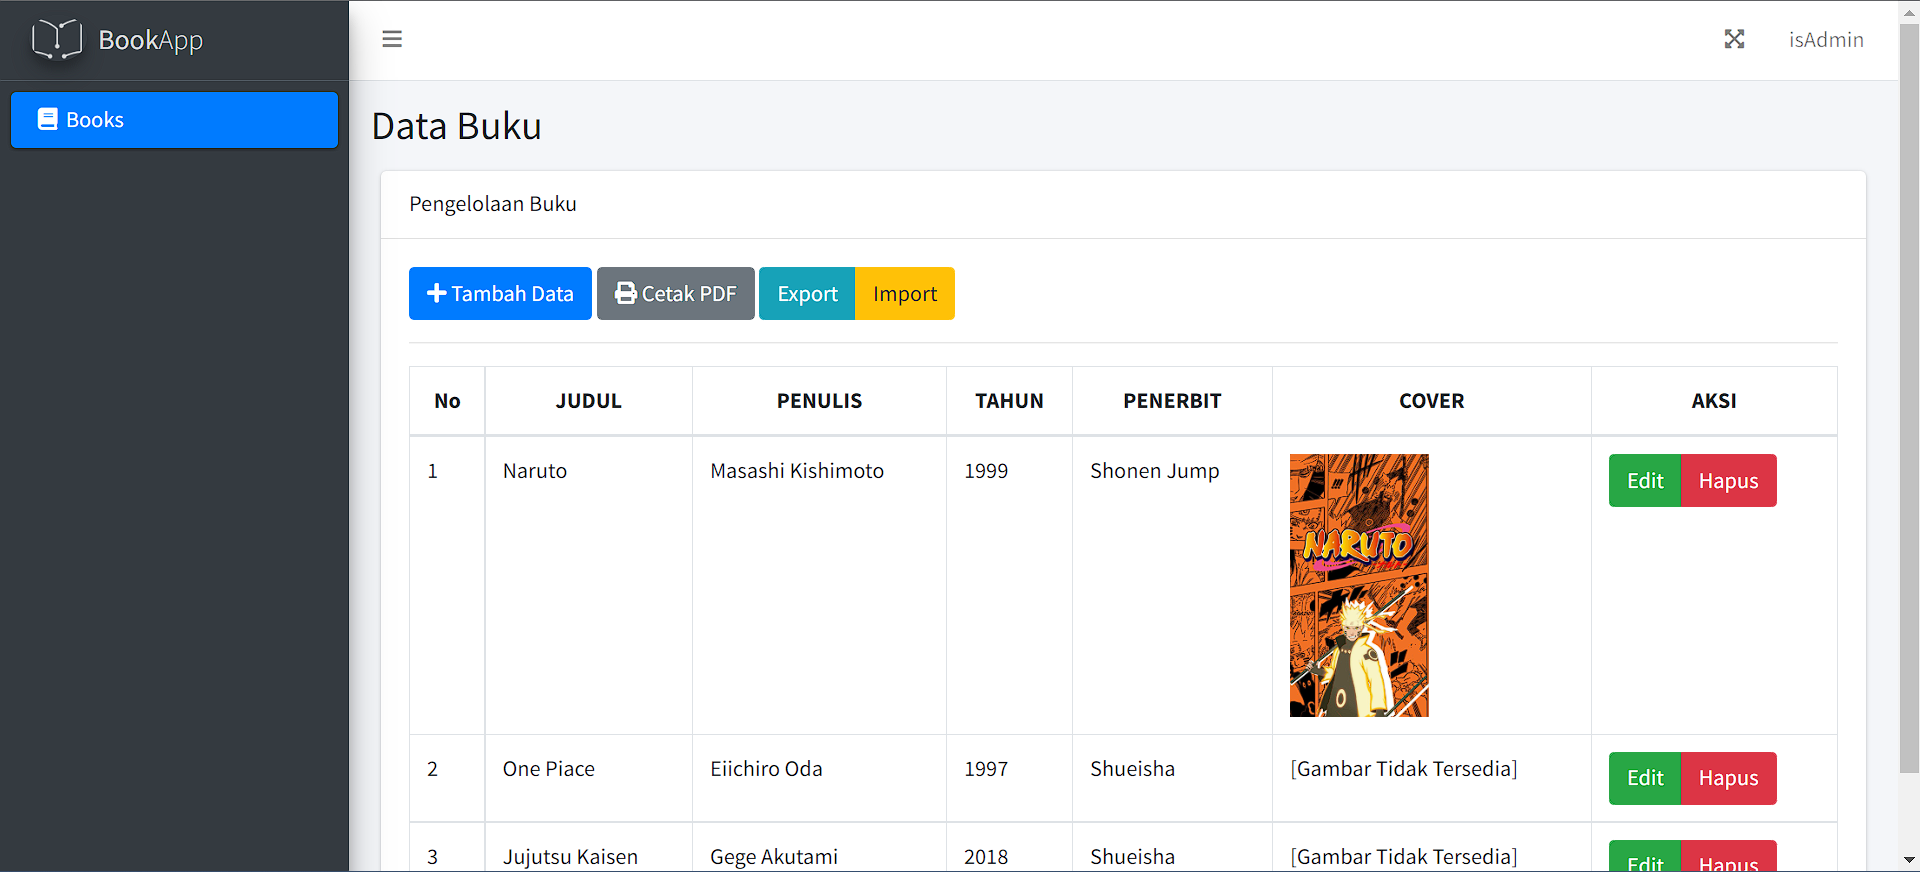 BookApp
isAdmin
Books
Data Buku
Pengelolaan Buku
Tambah Data Cetak PDF Export Import
No JUDUL PENULIS TAHUN PENERBIT COVER AKSI
1 Naruto Masashi Kishimoto 1999 Shonen Jump Edit Hapus
NARUTO
2 One Piace Eiichiro Oda 1997 Shueisha [Gambar Tidak Tersedia] Edit Hapus
3 Jujutsu Kaisen Gege Akutami 2018 Shueisha [Gambar Tidak Tersedia] Edit Hapus